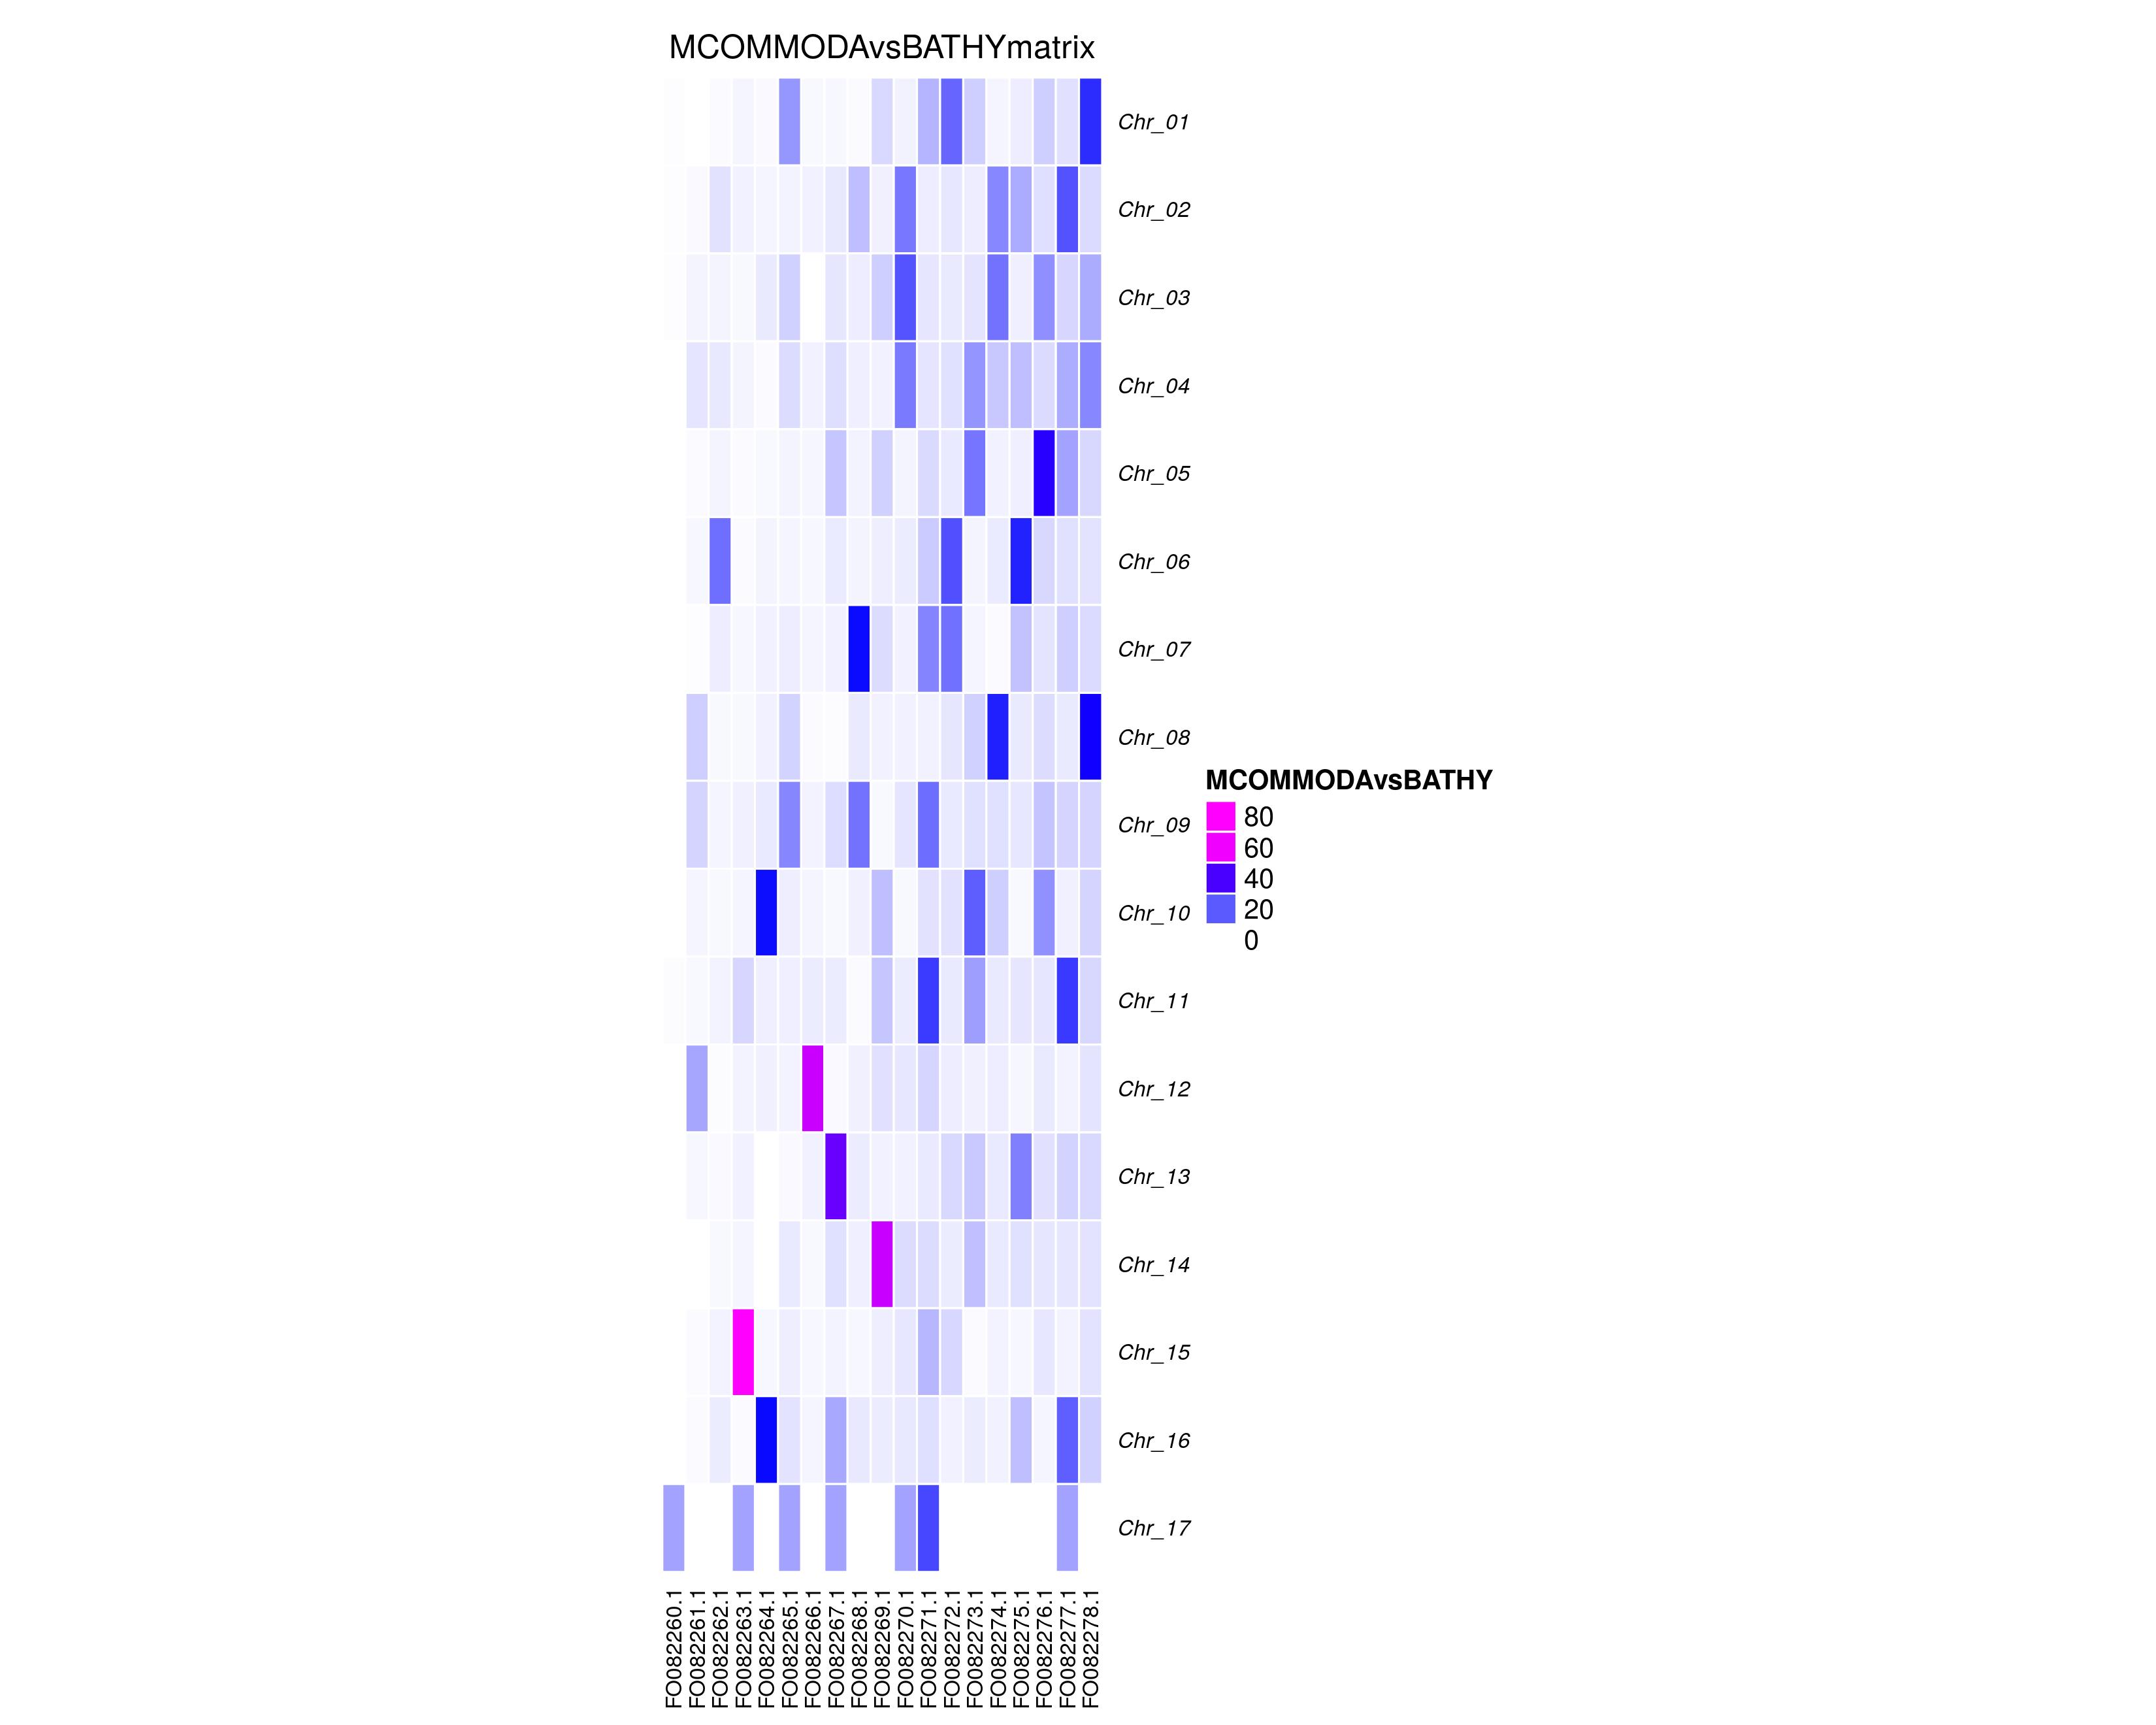 MCOMMODAvsBATHYmatrix
Chr_01
Chr_02
Chr_03
Chr_04
Chr_05
Chr_06
Chr_07
Chr_08
Chr_09
Chr_10
Chr_11
Chr_12
Chr_13
Chr_14
Chr_15
Chr_16
Chr_17
MCOMMODAvsBATHY
80
60
40
20
0
FO082260.1
FO082261.1
FO082262.1
FO082263.1
FO082264.1
FO082265.1
FO082266.1
FO082267.1
FO082268.1
FO082269.1
FO082270.1
FO082271.1
FO082272.1
FO082273.1
FO082274.1
FO082275.1
FO082276.1
FO082277.1
FO082278.1